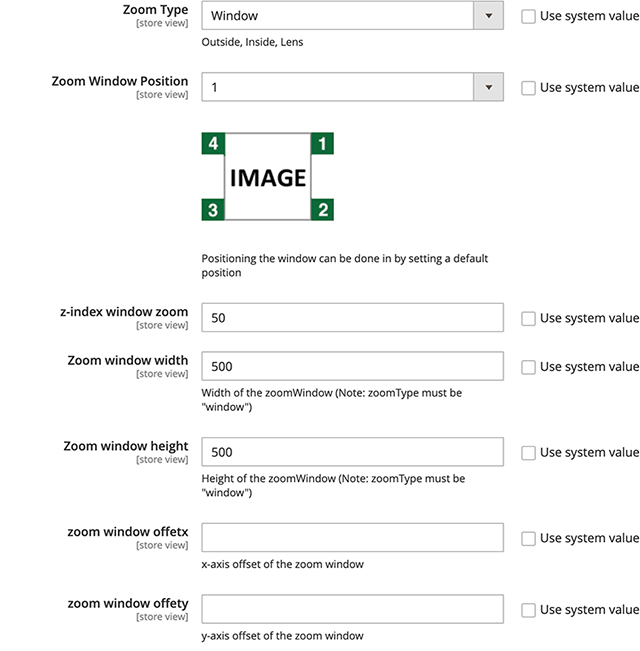 Zoom Type
[store view]
Window
Use system value
Outside, Inside, Lens
Zoom Window Position
[store view]
1
Use system value
4 1
IMAGE
3 2
Positioning the window can be done in by setting a default
position
z-index window zoom
[store view]
50
Use system value
Zoom window width
[store view]
500
Use system value
Width of the zoomWindow (Note: zoomType must be
"window")
Zoom window height
[store view]
500
Use system value
Height of the zoomWindow (Note: zoomType must be
"window")
zoom window offetx
[store view]
Use system value
x-axis offset of the zoom window
zoom window offety
[store view]
Use system value
y-axis offset of the zoom window